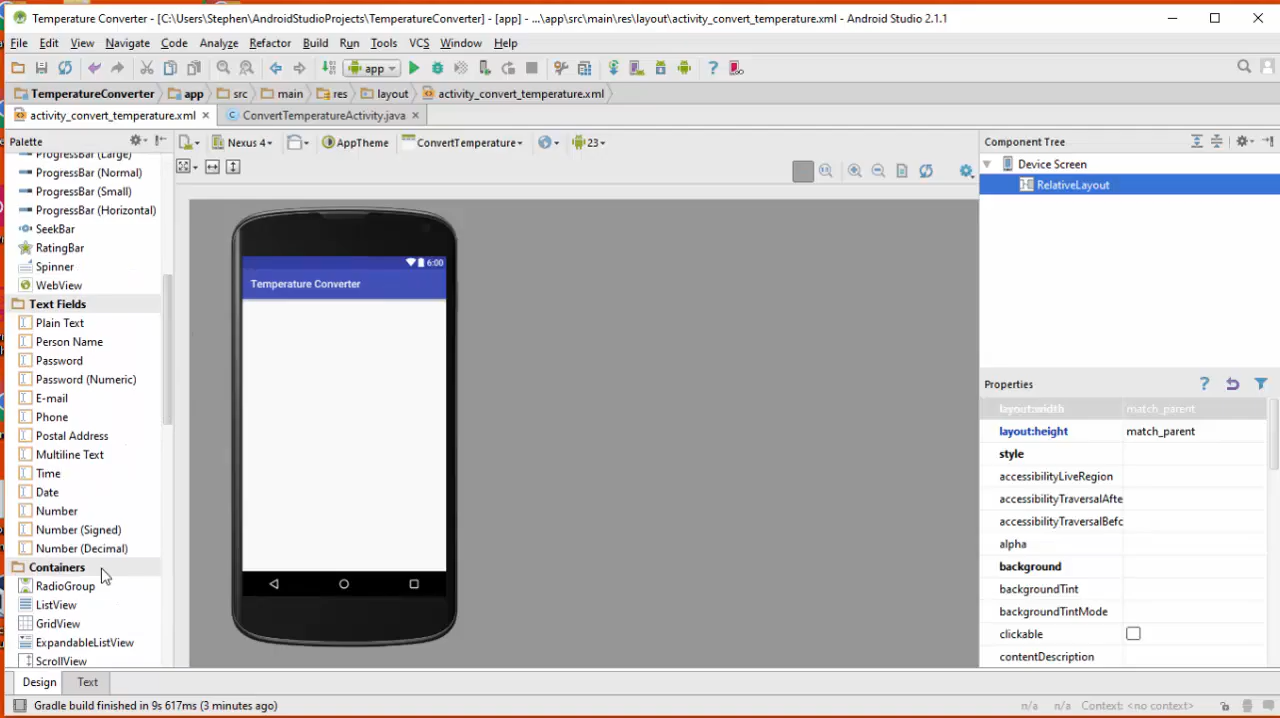 Temperature Converter - [C:\Users\Stephen\AndroidStudioProjects\TemperatureConverter] - [app] - ...\app\src\main\res\layout\activity_convert_temperature.xml - Android Studio 2.1.1
File Edit View Navigate Code Analyze Refactor Build Run Tools VCS Window Help
app
TemperatureConverter app src main res layout activity_convert_temperature.xml
activity_convert_temperature.xml ConvertTemperatureActivity.java
Palette
Nexus 4 AppTheme ConvertTemperature 23
Component Tree
ProgressBar (Large)
ProgressBar (Normal)
ProgressBar (Small)
ProgressBar (Horizontal)
SeekBar
RatingBar
Spinner
WebView
Text Fields
Plain Text
Person Name
Password
Password (Numeric)
E-mail
Phone
Postal Address
Multiline Text
Time
Date
Number
Number (Signed)
Number (Decimal)
Containers
RadioGroup
ListView
GridView
ExpandableListView
ScrollView
6:00
Temperature Converter
Device Screen
RelativeLayout
Properties
layout:width match_parent
layout:height match_parent
style
accessibilityLiveRegion
accessibilityTraversalAfte
accessibilityTraversalBefc
alpha
background
backgroundTint
backgroundTintMode
clickable
contentDescription
Design Text
Gradle build finished in 9s 617ms (3 minutes ago)
n/a n/a Context: <no context>